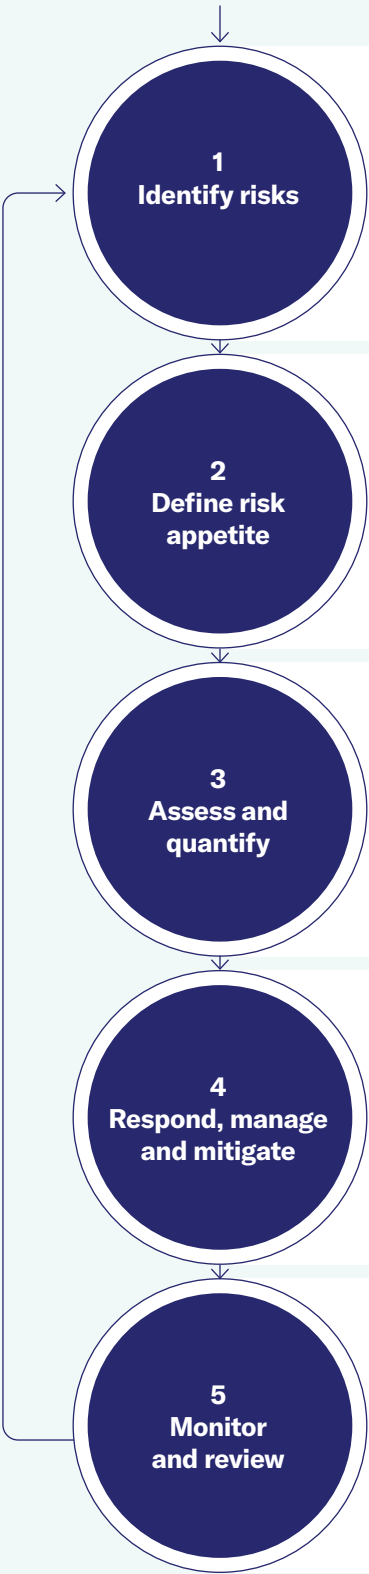 1
Identify risks
2
Define risk
appetite
3
Assess and
quantify
4
Respond, manage
and mitigate
5
Monitor
and review